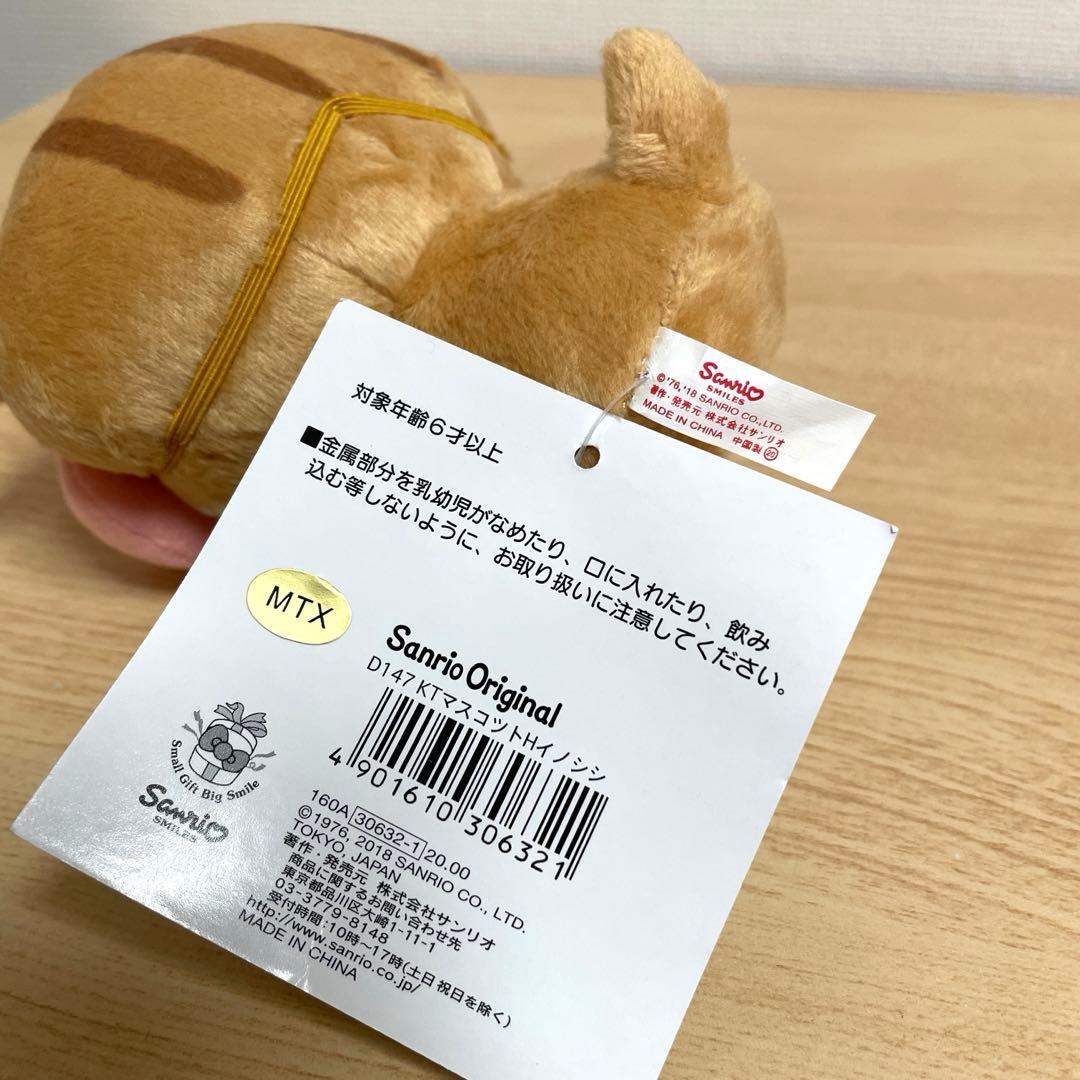 Sanrio
SMILES
©'76,'18 SANRIO CO.,LTD.
著作・発売元 株式会社サンリオ
MADE IN CHINA 中国製 20
対象年齢6才以上
■金属部分を乳幼児がなめたり、口に入れたり、飲み
込む等しないように、お取り扱いに注意してください。
MTX
Sanrio Original
D147 KTマスコツトHイノシシ
4 901610 306321
Small Gift Big Smile
Sanrio
SMILES
160A 30632-1 20.00
©1976, 2018 SANRIO CO., LTD.
TOKYO, JAPAN
著作・発売元 株式会社サンリオ
商品に関するお問い合わせ先
東京都品川区大崎1-11-1
03-3779-8148
受付時間:10時～17時(土日 祝日を除く)
http://www.sanrio.co.jp/
MADE IN CHINA